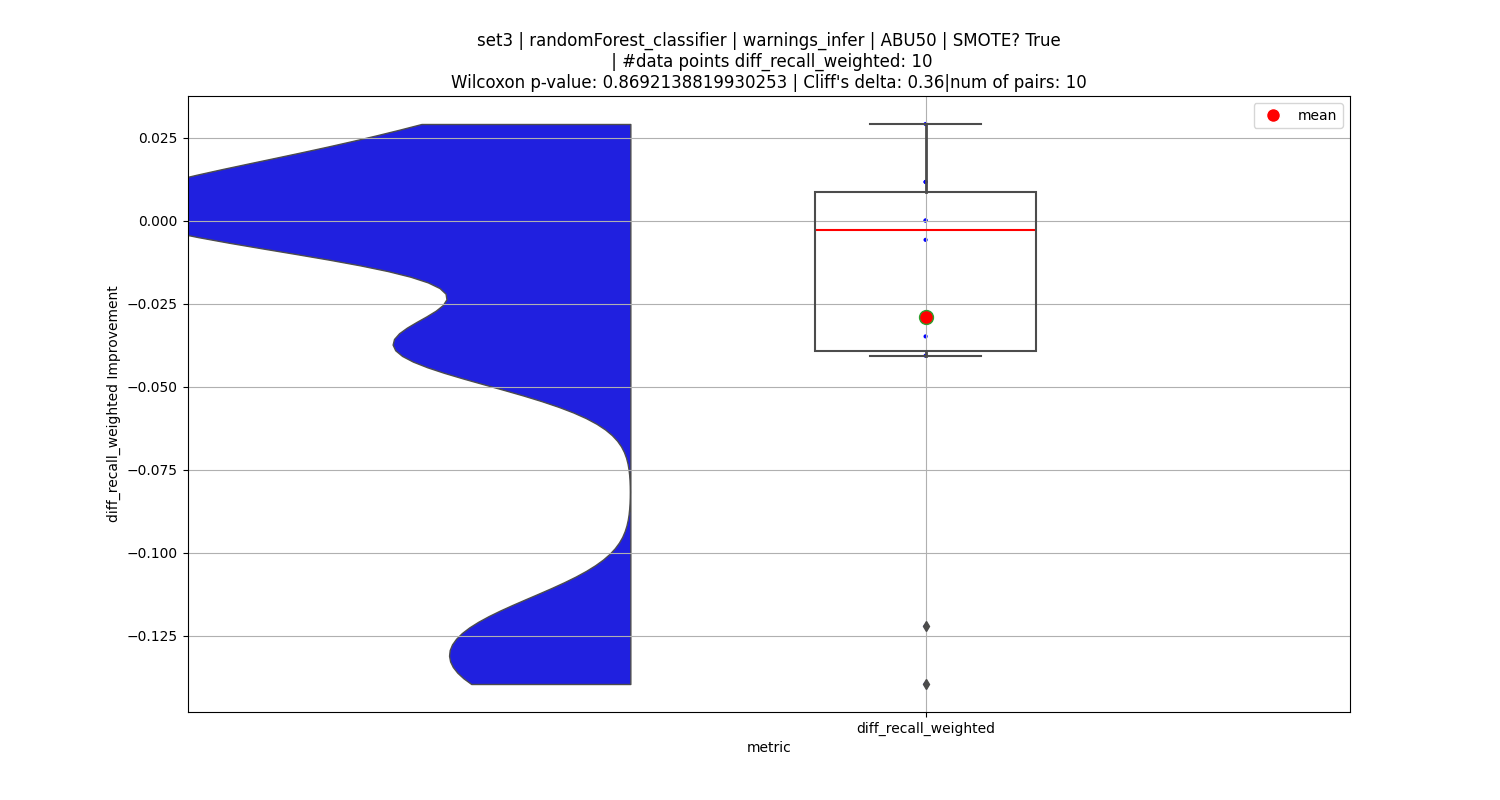 set3 | randomForest_classifier | warnings_infer | ABU50 | SMOTE? True
| #data points diff_recall_weighted: 10
Wilcoxon p-value: 0.8692138819930253 | Cliff's delta: 0.36|num of pairs: 10
mean
0.025
0.000
−0.025
−0.050
−0.075
−0.100
−0.125
diff_recall_weighted Improvement
diff_recall_weighted
metric